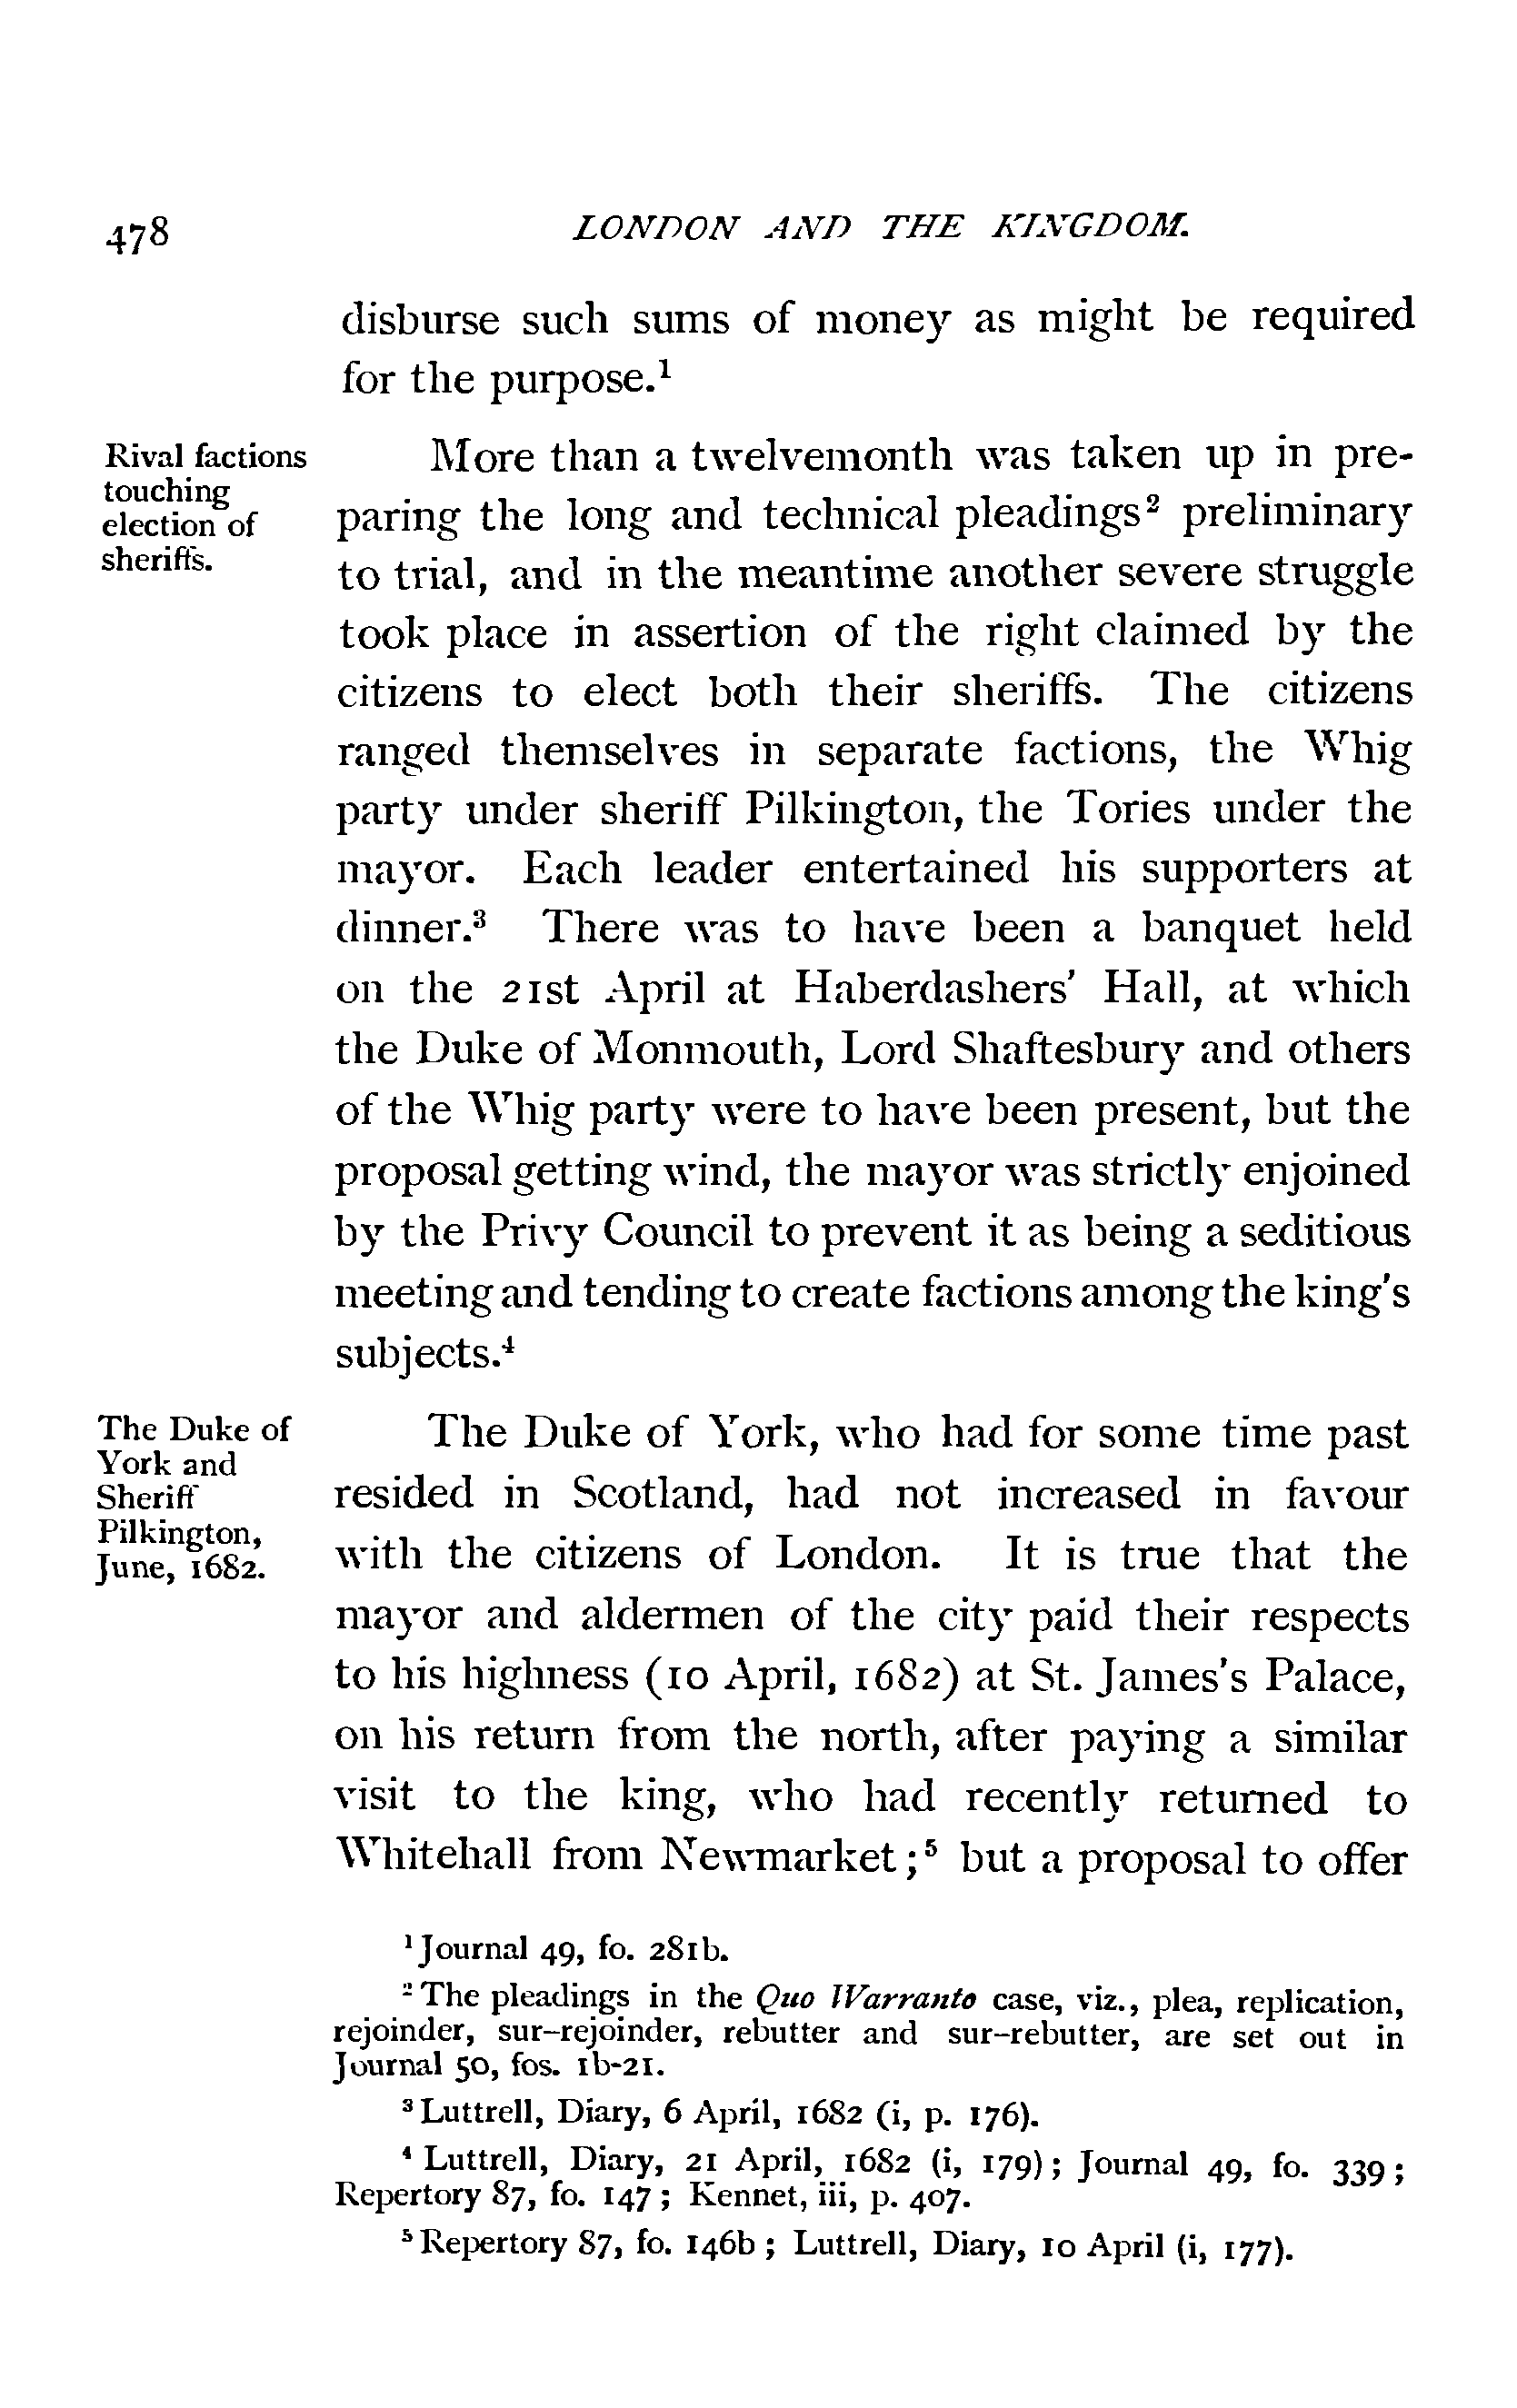 478
LONDON AND THE KINGDOM.
disburse such sums of money as might be required
for the purpose.¹
Rival factions
touching
election of
sheriffs.
More than a twelvemonth was taken up in pre-
paring the long and technical pleadings² preliminary
to trial, and in the meantime another severe struggle
took place in assertion of the right claimed by the
citizens to elect both their sheriffs. The citizens
ranged themselves in separate factions, the Whig
party under sheriff Pilkington, the Tories under the
mayor. Each leader entertained his supporters at
dinner.³ There was to have been a banquet held
on the 21st April at Haberdashers' Hall, at which
the Duke of Monmouth, Lord Shaftesbury and others
of the Whig party were to have been present, but the
proposal getting wind, the mayor was strictly enjoined
by the Privy Council to prevent it as being a seditious
meeting and tending to create factions among the king's
subjects.⁴
The Duke of
York and
Sheriff
Pilkington,
June, 1682.
The Duke of York, who had for some time past
resided in Scotland, had not increased in favour
with the citizens of London. It is true that the
mayor and aldermen of the city paid their respects
to his highness (10 April, 1682) at St. James's Palace,
on his return from the north, after paying a similar
visit to the king, who had recently returned to
Whitehall from Newmarket;⁵ but a proposal to offer
¹ Journal 49, fo. 281b.
² The pleadings in the Quo Warranto case, viz., plea, replication,
rejoinder, sur-rejoinder, rebutter and sur-rebutter, are set out in
Journal 50, fos. 1b-21.
³ Luttrell, Diary, 6 April, 1682 (i, p. 176).
⁴ Luttrell, Diary, 21 April, 1682 (i, 179); Journal 49, fo. 339;
Repertory 87, fo. 147; Kennet, iii, p. 407.
⁵ Repertory 87, fo. 146b; Luttrell, Diary, 10 April (i, 177).